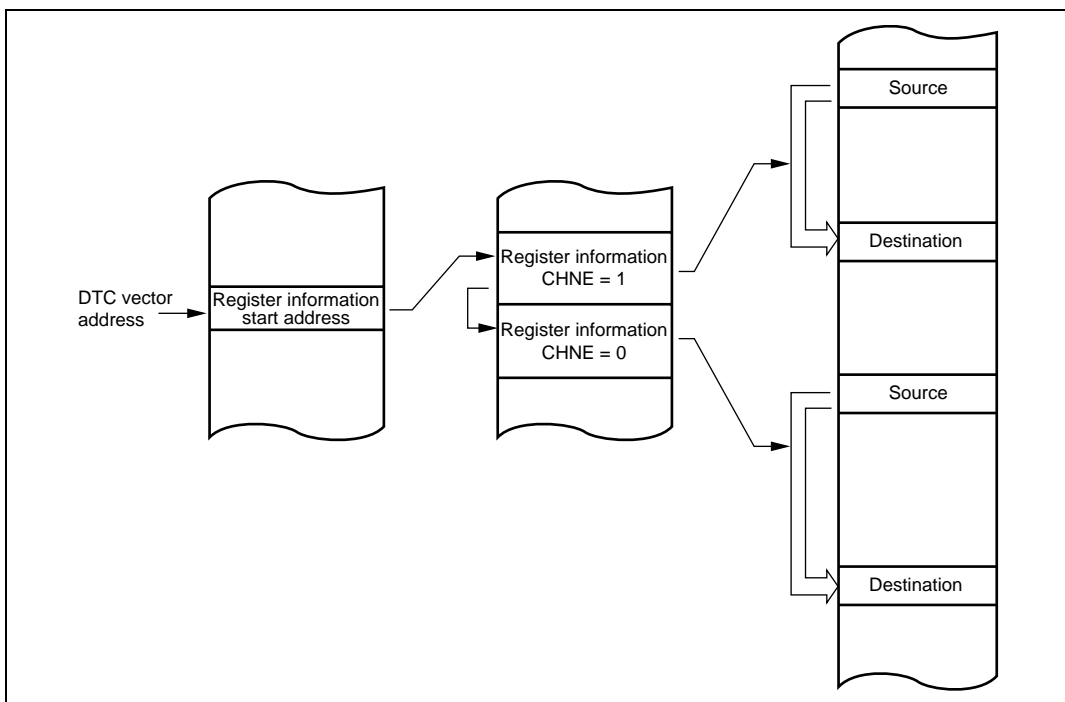 DTC vector
address
Register information
start address
Register information
CHNE = 1
Register information
CHNE = 0
Source
Destination
Source
Destination